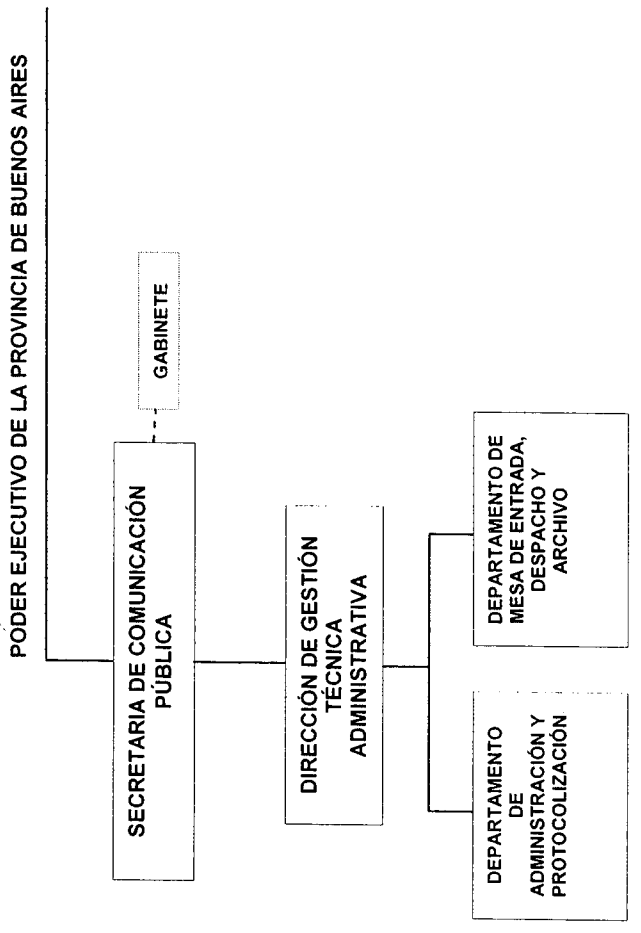 PODER EJECUTIVO DE LA PROVINCIA DE BUENOS AIRES
SECRETARIA DE COMUNICACIÓN
PÚBLICA
GABINETE
DIRECCIÓN DE GESTIÓN
TÉCNICA
ADMINISTRATIVA
DEPARTAMENTO
DE
ADMINISTRACIÓN Y
PROTOCOLIZACIÓN
DEPARTAMENTO DE
MESA DE ENTRADA,
DESPACHO Y
ARCHIVO